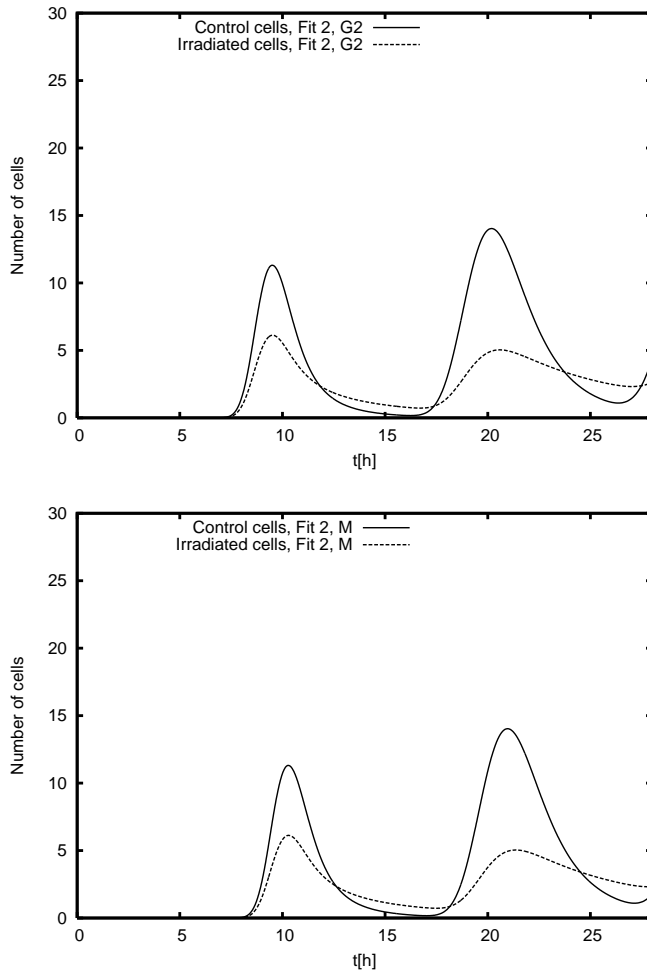 30
25
20
15
10
5
0
Number of cells
Control cells, Fit 2, G2
Irradiated cells, Fit 2, G2
0 5 10 15 20 25
t[h]
30
25
20
15
10
5
0
Number of cells
Control cells, Fit 2, M
Irradiated cells, Fit 2, M
0 5 10 15 20 25
t[h]